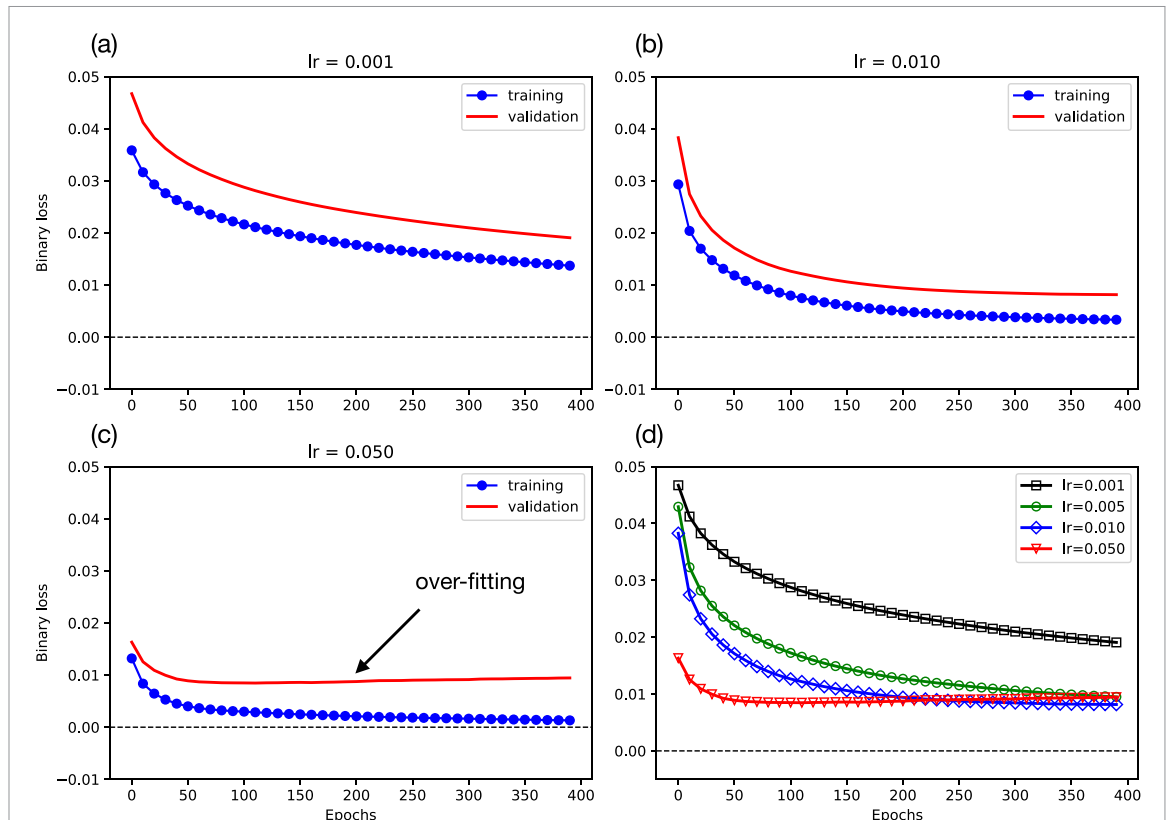 (a)
lr = 0.001
0.05
0.04
0.03
0.02
0.01
0.00
−0.01
Binary loss
training
validation
0 50 100 150 200 250 300 350 400
(b)
lr = 0.010
0.05
0.04
0.03
0.02
0.01
0.00
−0.01
training
validation
0 50 100 150 200 250 300 350 400
(c)
lr = 0.050
0.05
0.04
0.03
0.02
0.01
0.00
−0.01
Binary loss
training
validation
over-fitting
0 50 100 150 200 250 300 350 400
Epochs
(d)
0.05
0.04
0.03
0.02
0.01
0.00
lr=0.001
lr=0.005
lr=0.010
lr=0.050
0 50 100 150 200 250 300 350 400
Epochs